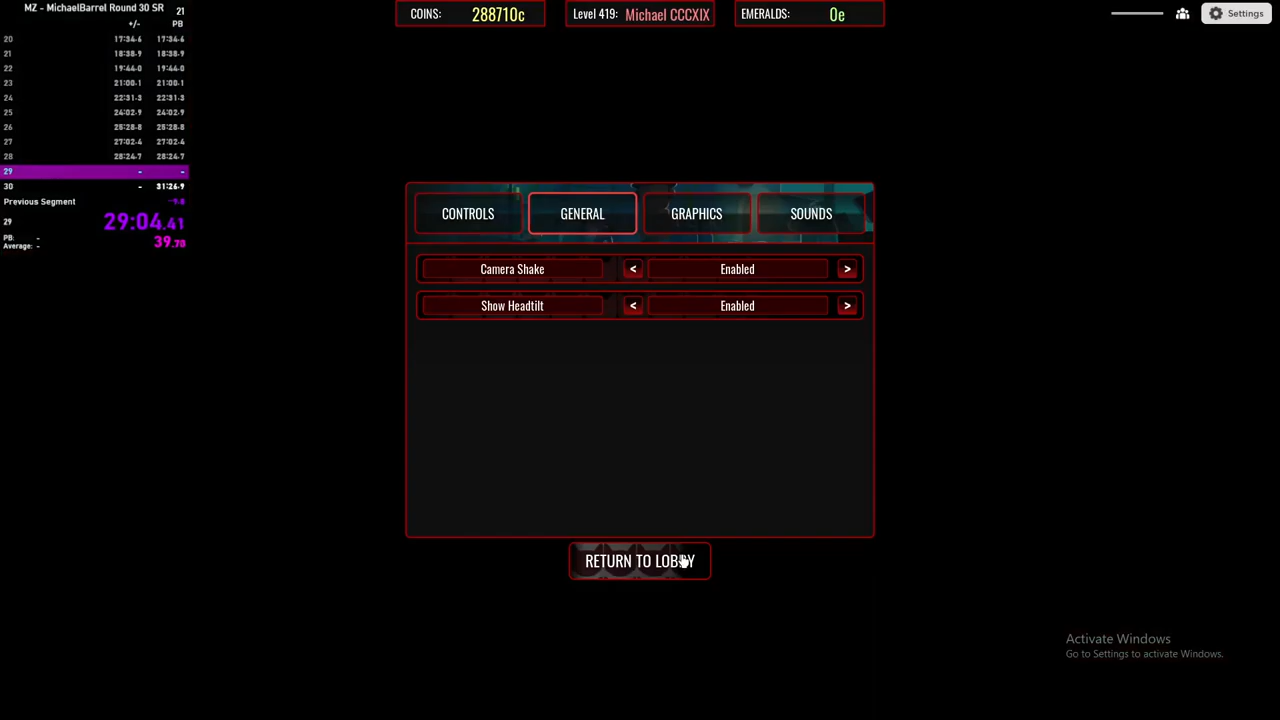 MZ - MichaelBarrel Round 30 SR 21
+/- PB
20 17:34.6 17:34.6
21 18:38.9 18:38.9
22 19:44.0 19:44.0
23 21:00.1 21:00.1
24 22:31.3 22:31.3
25 24:02.9 24:02.9
26 25:28.8 25:28.8
27 27:02.4 27:02.4
28 28:24.7 28:24.7
29 - -
30 - 31:26.9
Previous Segment
29 29:04.41
PB: -
Average: - 39.78
COINS: 288710c
Level 419: Michael CCCXIX
EMERALDS: 0e
Settings
CONTROLS GENERAL GRAPHICS SOUNDS
Camera Shake < Enabled >
Show Headtilt < Enabled >
RETURN TO LOBBY
Activate Windows
Go to Settings to activate Windows.